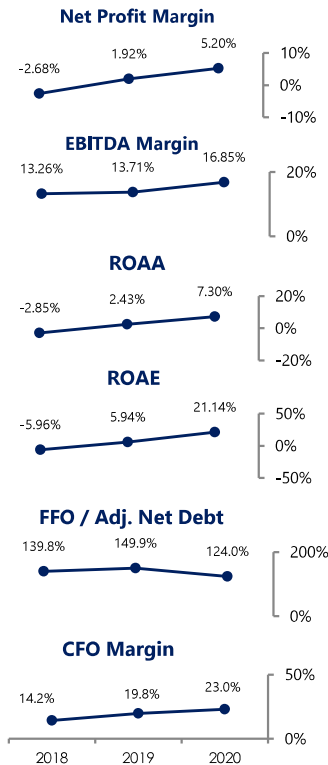 Net Profit Margin
-2.68% 1.92% 5.20% 10%
0%
-10%
EBITDA Margin
13.26% 13.71% 16.85% 20%
0%
ROAA
-2.85% 2.43% 7.30% 20%
0%
-20%
ROAE
-5.96% 5.94% 21.14% 50%
0%
-50%
FFO / Adj. Net Debt
139.8% 149.9% 124.0% 200%
0%
CFO Margin
14.2% 19.8% 23.0% 50%
0%
2018 2019 2020